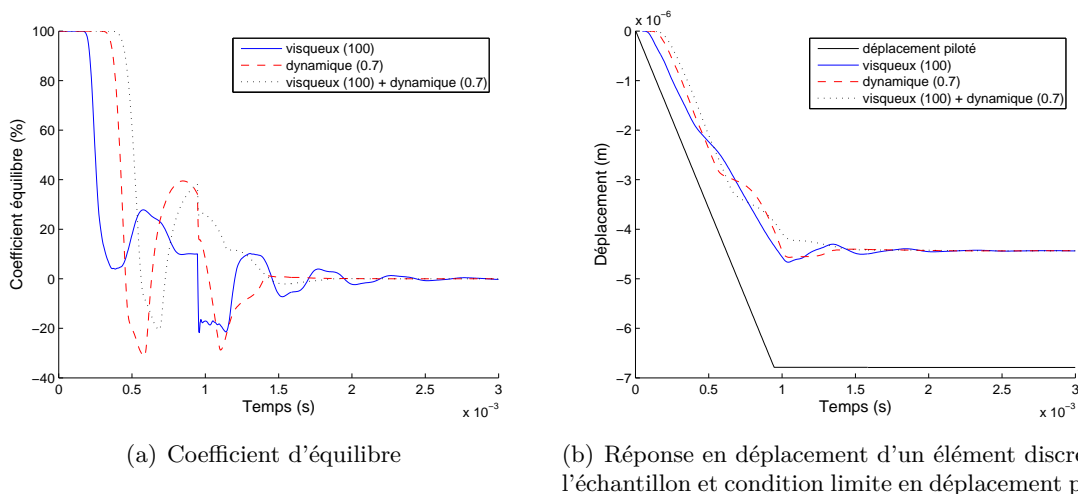 100
80
60
40
20
0
−20
−40
0
0.5
1
1.5
2
2.5
3
x 10⁻³
Temps (s)
Coefficient équilibre (%)
visqueux (100)
dynamique (0.7)
visqueux (100) + dynamique (0.7)
(a) Coefficient d'équilibre
x 10⁻⁶
0
−1
−2
−3
−4
−5
−6
−7
0
0.5
1
1.5
2
2.5
3
x 10⁻³
Temps (s)
Déplacement (m)
déplacement piloté
visqueux (100)
dynamique (0.7)
visqueux (100) + dynamique (0.7)
(b) Réponse en déplacement d'un élément discre
l'échantillon et condition limite en déplacement p